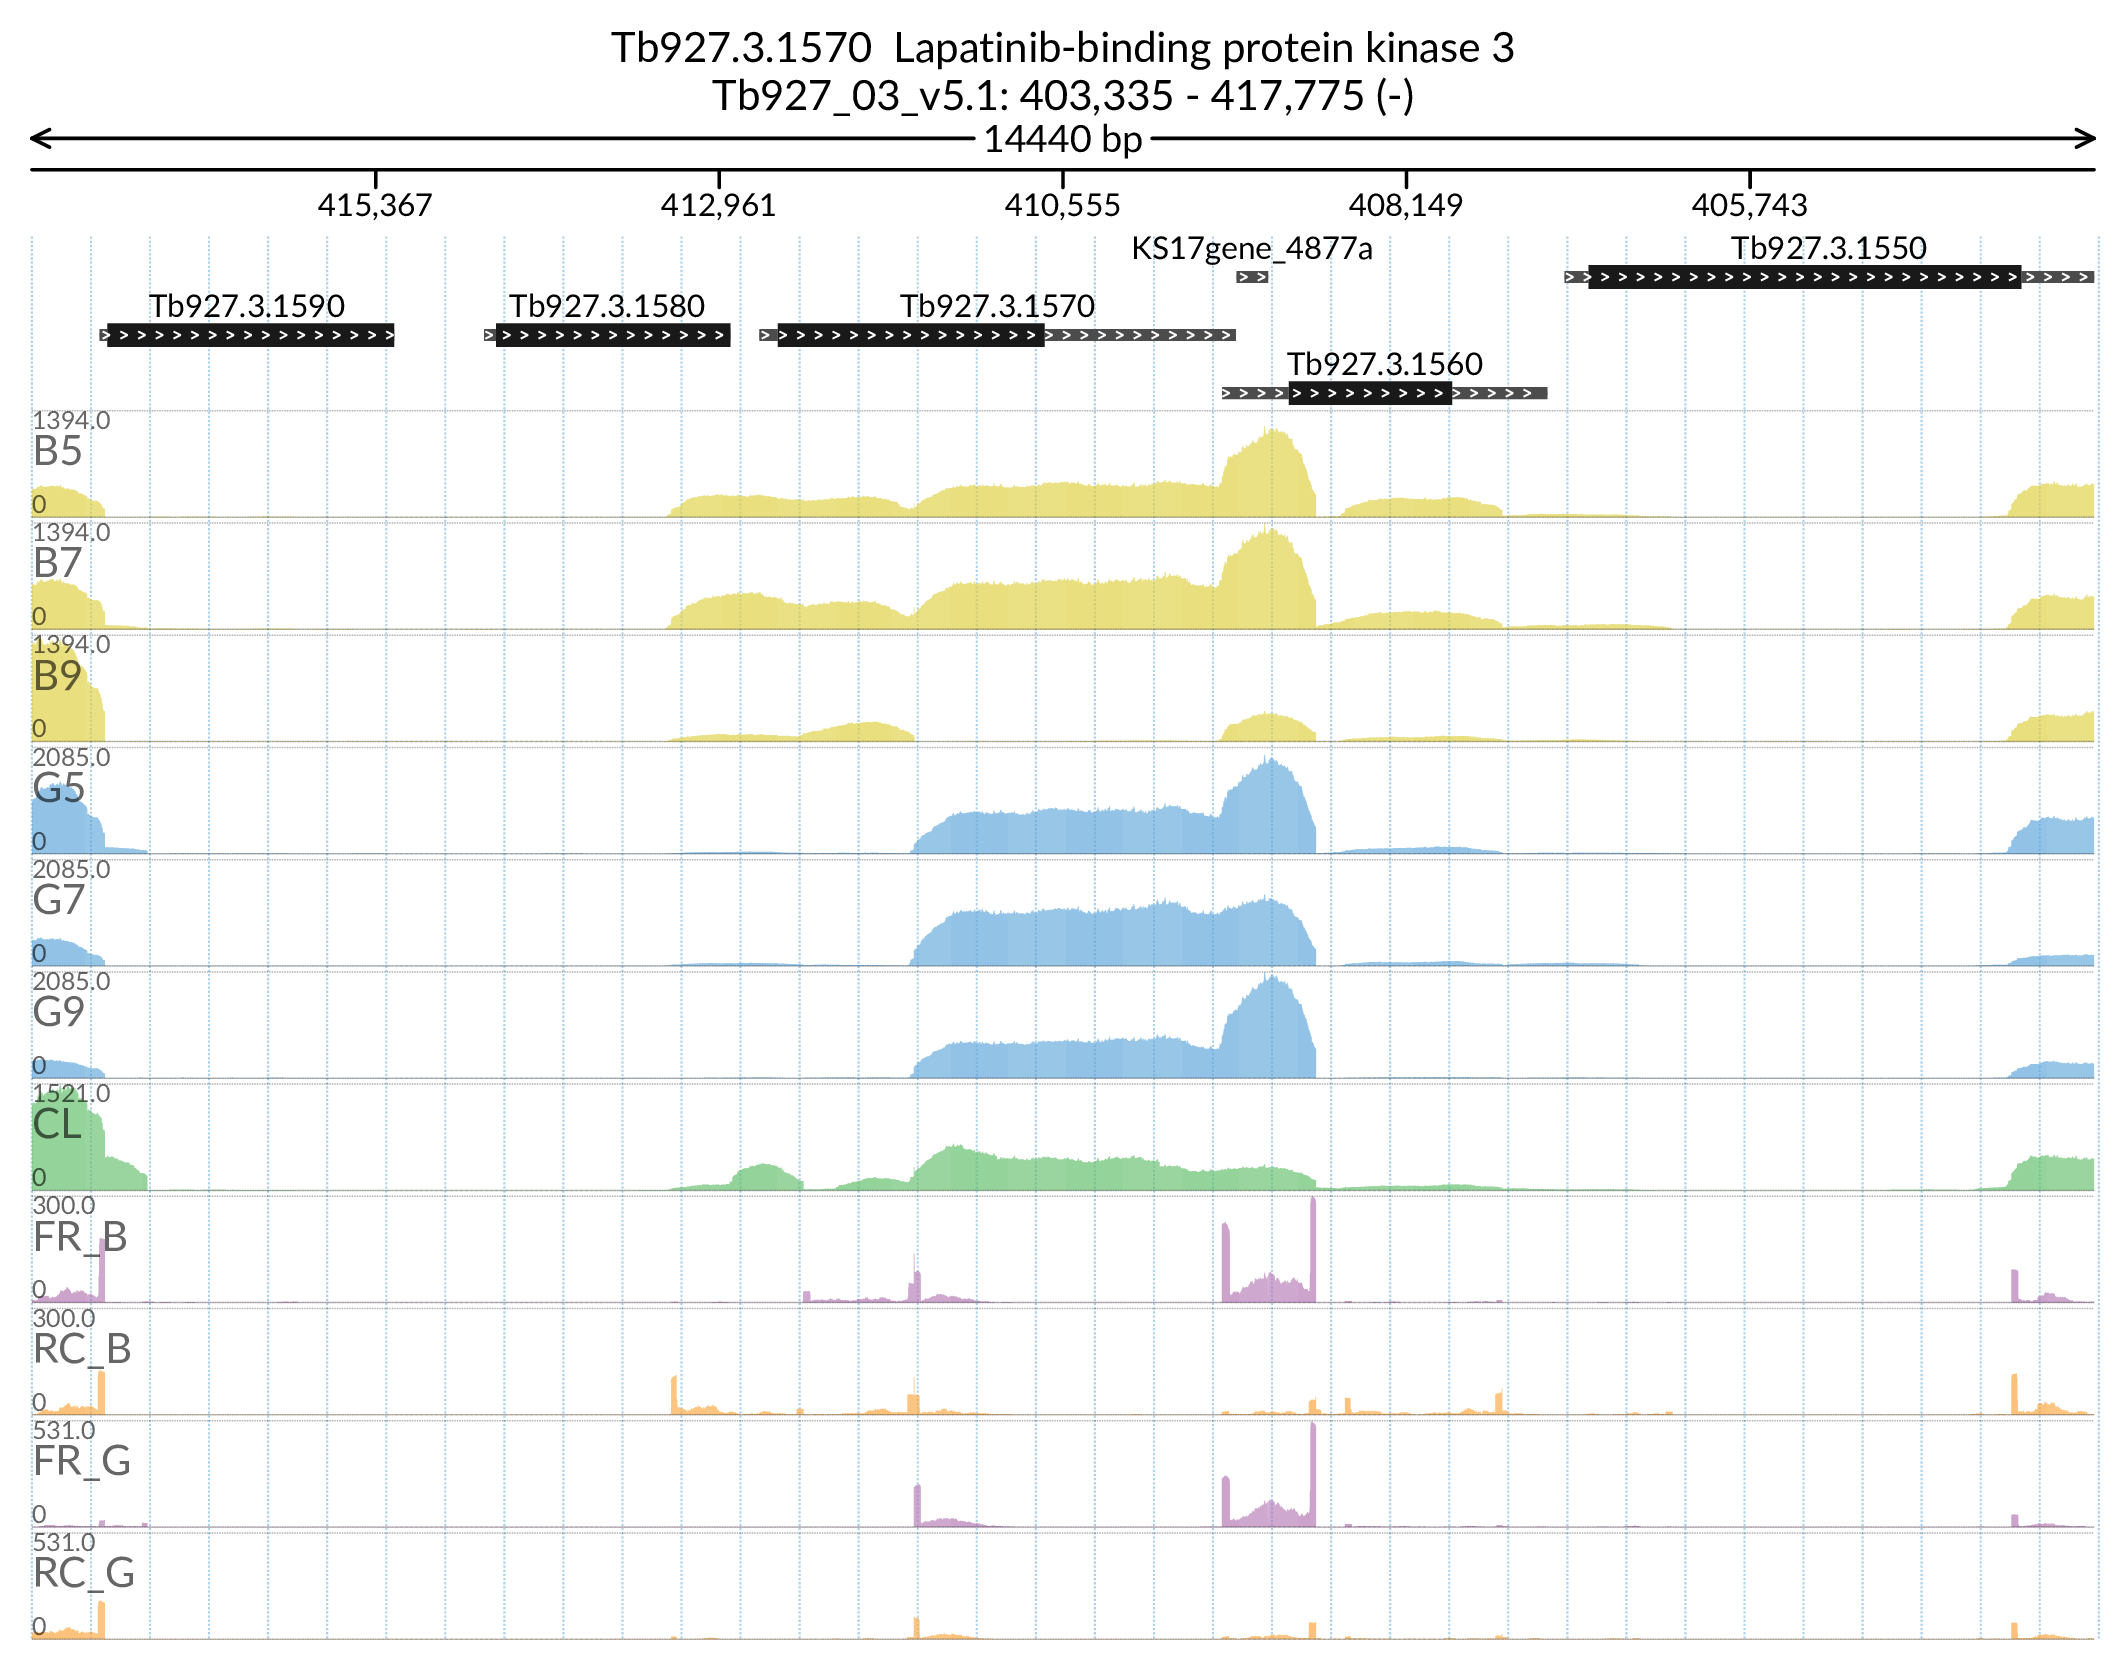 Tb927.3.1570  Lapatinib-binding protein kinase 3
Tb927_03_v5.1: 403,335 - 417,775 (-)
14440 bp
415,367 412,961 410,555 408,149 405,743
KS17gene_4877a Tb927.3.1550
Tb927.3.1590 Tb927.3.1580 Tb927.3.1570
Tb927.3.1560
1394.0
B5
0
1394.0
B7
0
1394.0
B9
0
2085.0
G5
0
2085.0
G7
0
2085.0
G9
0
1521.0
CL
0
300.0
FR_B
0
300.0
RC_B
0
531.0
FR_G
0
531.0
RC_G
0